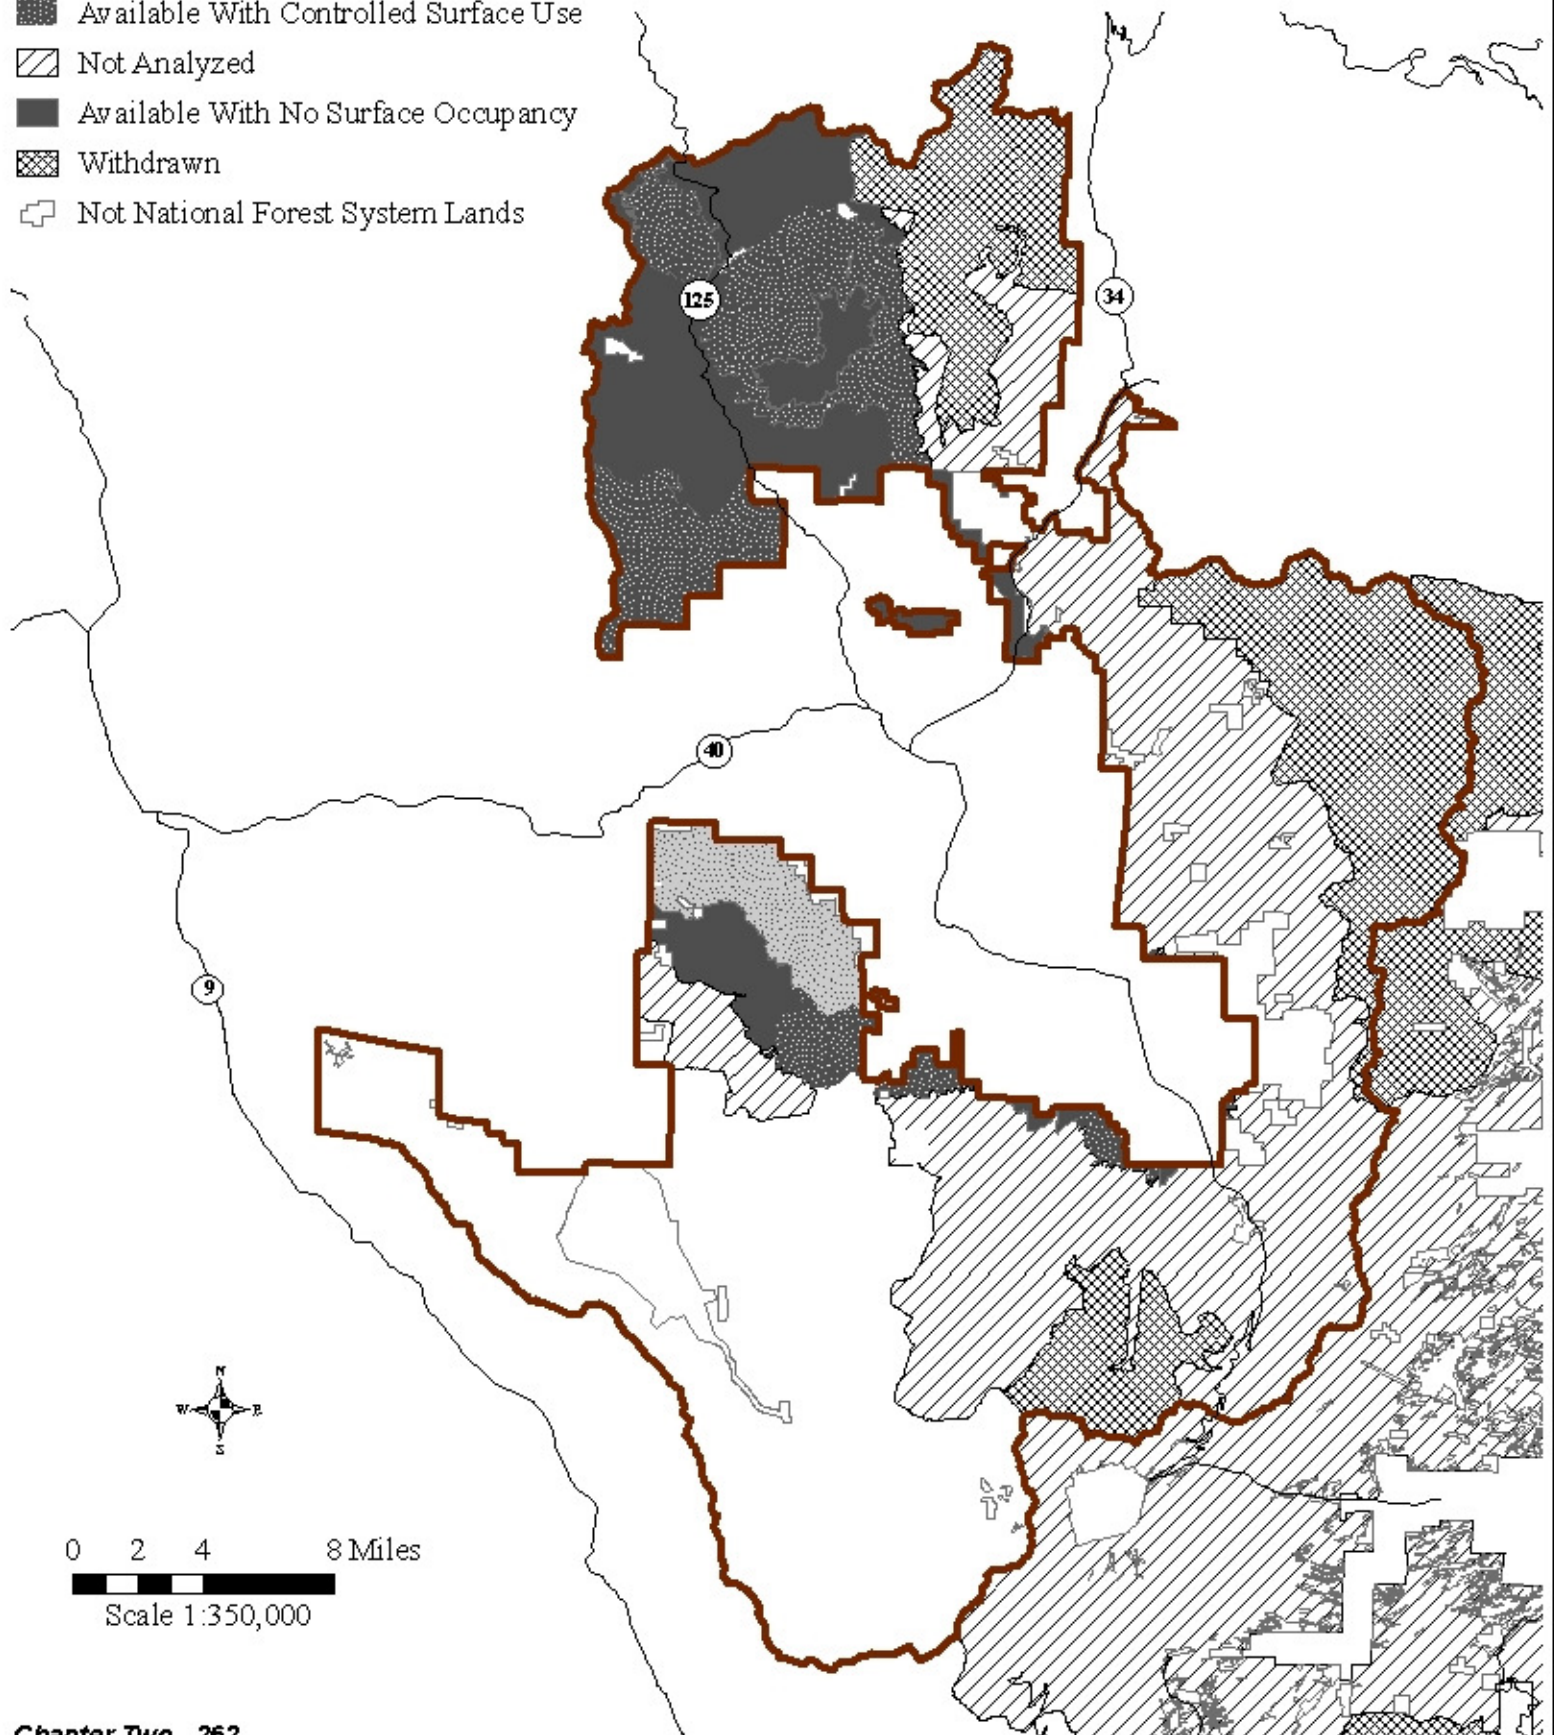 Available With Controlled Surface Use
Not Analyzed
Available With No Surface Occupancy
Withdrawn
Not National Forest System Lands
125
34
40
9
N
W E
S
0 2 4 8 Miles
Scale 1:350,000
Chapter Two 262